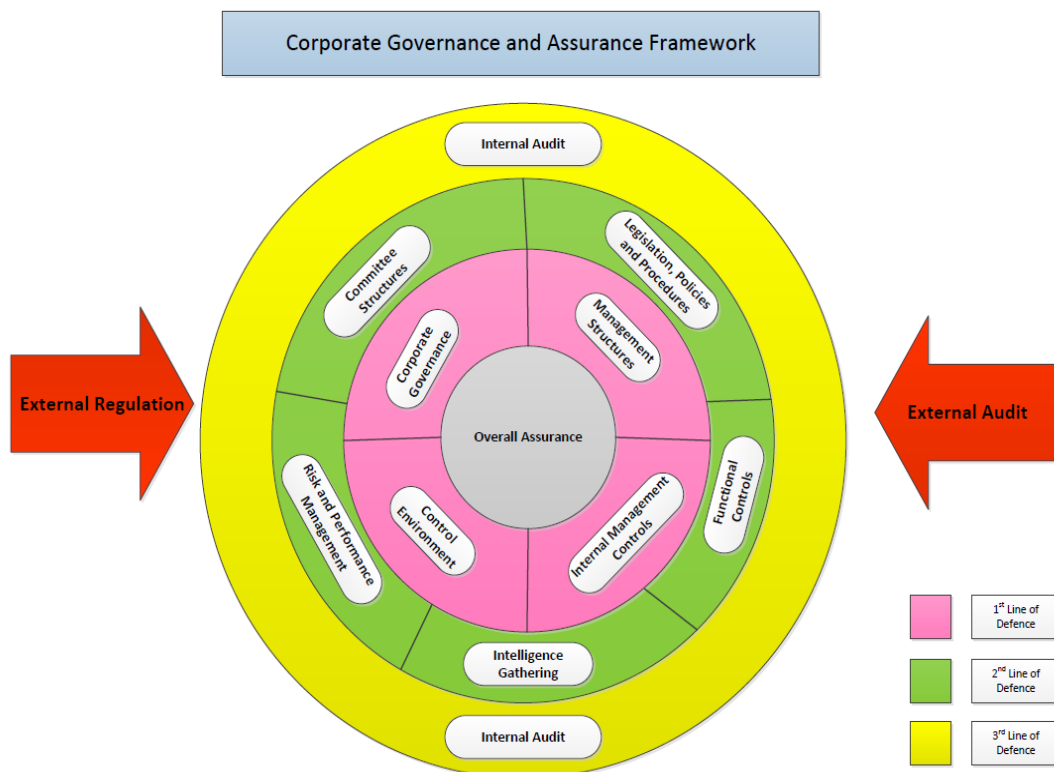 Corporate Governance and Assurance Framework
Internal Audit
Committee
Structures
Legislation, Policies
and Procedures
Corporate
Governance
Management
Structures
External Regulation
Overall Assurance
External Audit
Risk and Performance
Management
Control
Environment
Internal Management
Controls
Functional
Controls
Intelligence
Gathering
Internal Audit
1st Line of
Defence
2nd Line of
Defence
3rd Line of
Defence